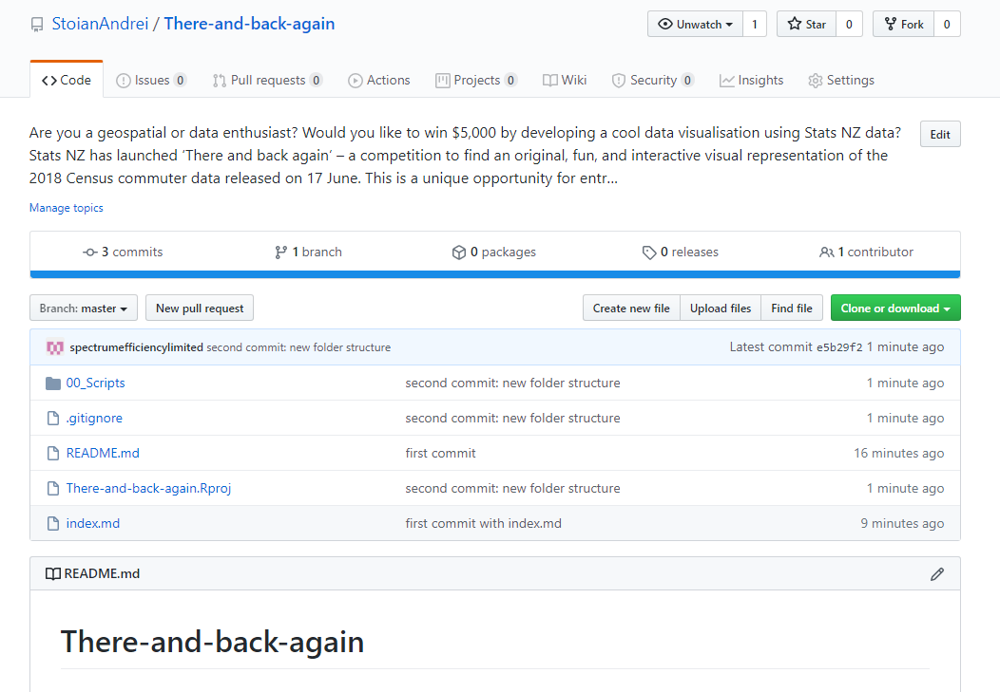 StoianAndrei / There-and-back-again
Unwatch 1 Star 0 Fork 0
Code Issues 0 Pull requests 0 Actions Projects 0 Wiki Security 0 Insights Settings
Are you a geospatial or data enthusiast? Would you like to win $5,000 by developing a cool data visualisation using Stats NZ data?
Edit
Stats NZ has launched ‘There and back again’ – a competition to find an original, fun, and interactive visual representation of the
2018 Census commuter data released on 17 June. This is a unique opportunity for entr...
Manage topics
3 commits 1 branch 0 packages 0 releases 1 contributor
Branch: master New pull request Create new file Upload files Find file Clone or download
spectrumefficiencylimited second commit: new folder structure Latest commit e5b29f2 1 minute ago
00_Scripts second commit: new folder structure 1 minute ago
.gitignore second commit: new folder structure 1 minute ago
README.md first commit 16 minutes ago
There-and-back-again.Rproj second commit: new folder structure 1 minute ago
index.md first commit with index.md 9 minutes ago
README.md
There-and-back-again